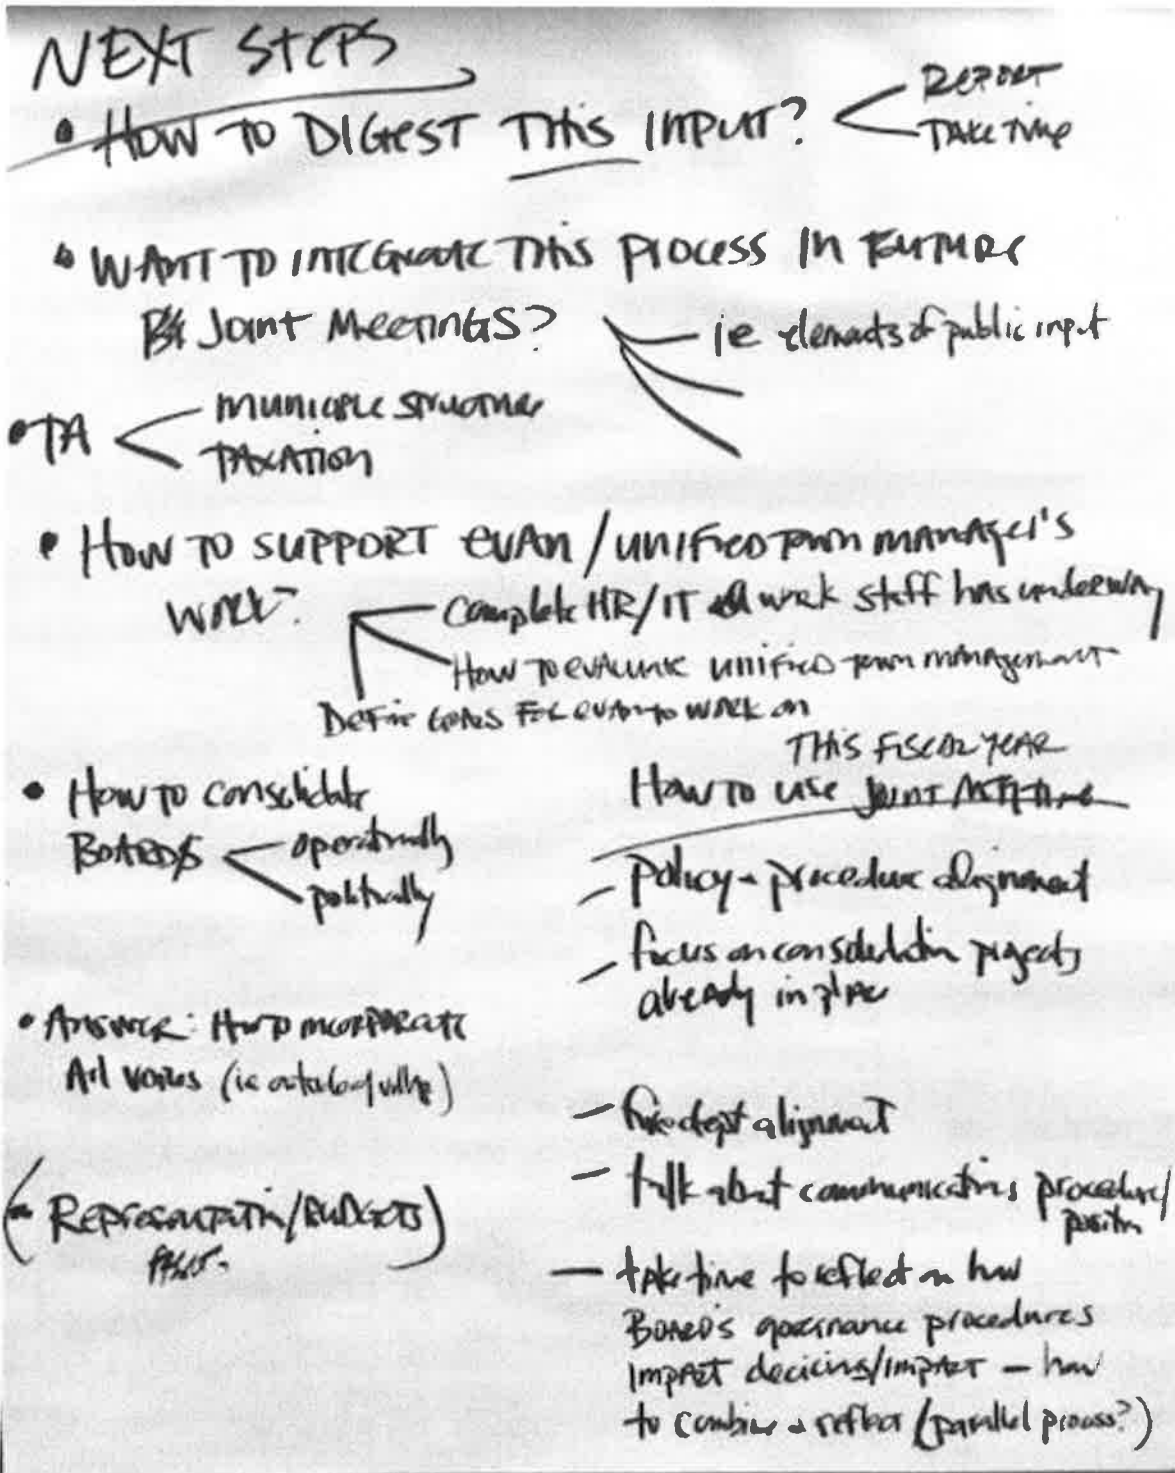 NEXT STEPS
• HOW TO DIGEST THIS INPUT?
REPORT
TAKE TIME
• WANT TO INTEGRATE THIS PROCESS IN FUTURE
Joint MEETINGS?
ie elements of public input
• TA
MUNICIPLE STRUCTURE
TAXATION
• HOW TO SUPPORT EVAN / UNIFIED TOWN MANAGER'S
WORK?
Complete HR/IT work staff has underway
HOW TO EVALUATE UNIFIED TOWN MANAGEMENT
DEFINE GOALS FOR EVAN TO WORK ON
• HOW TO consolidate
BOARDS
operationally
politically
• ANSWER: HOW TO INCORPORATE
All VOICES (ie outside of village)
(- REPRESENTATION/BUDGETS)
THIS FISCAL YEAR
HOW TO use JOINT MTG TIME
- Policy + procedure alignment
- focus on consolidation projects
already in place
- fire dept alignment
- talk about communications procedure/
position
- take time to reflect on how
BOARDS governance procedures
IMPACT decisions/IMPACT - how
to combine + reflect (parallel process?)